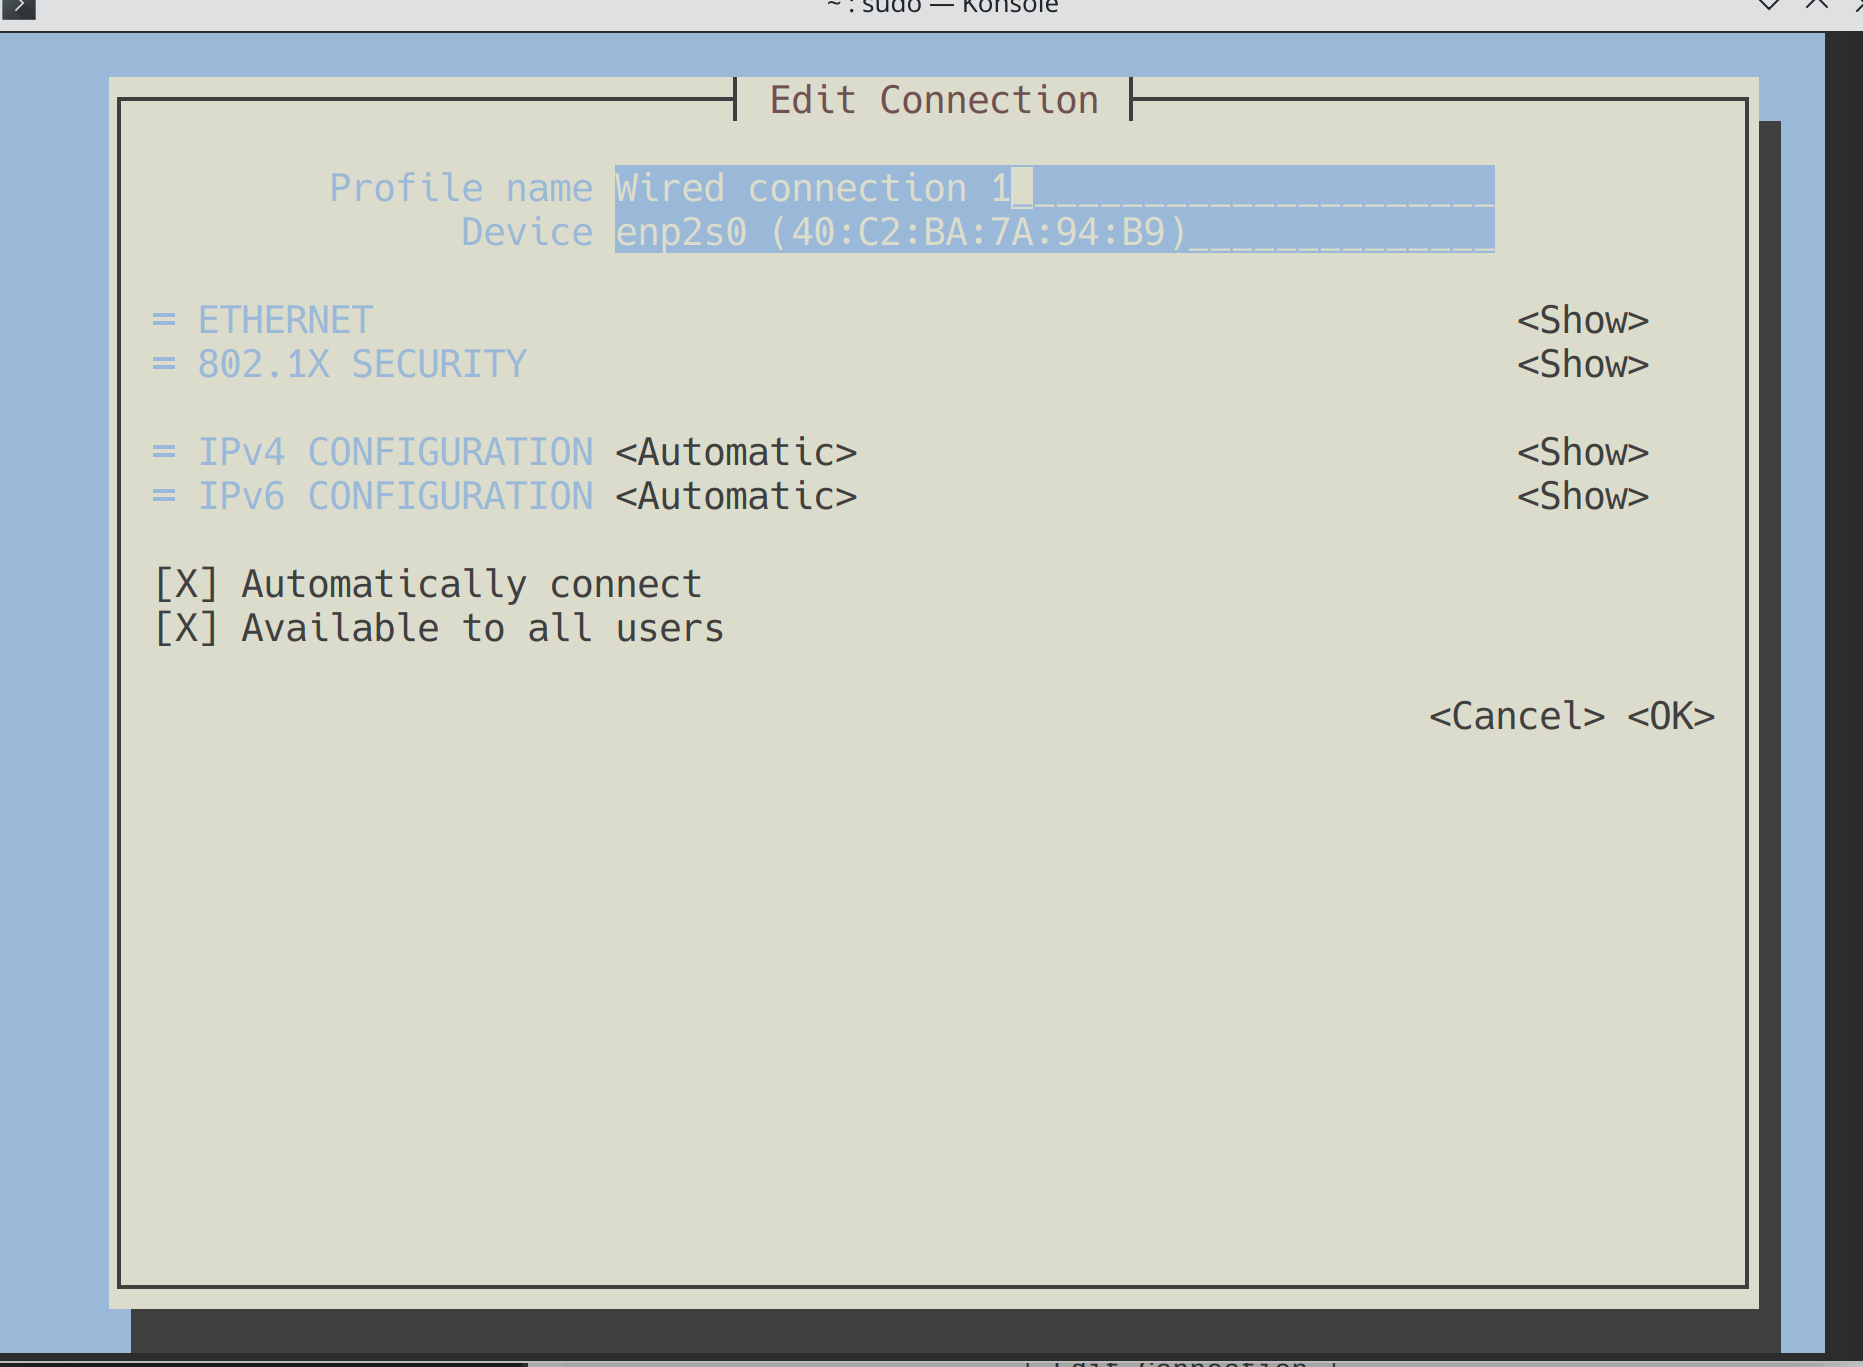 ~ : sudo — Konsole
Edit Connection
Profile name Wired connection 1_____________________
Device enp2s0 (40:C2:BA:7A:94:B9)______________
= ETHERNET <Show>
= 802.1X SECURITY <Show>
= IPv4 CONFIGURATION <Automatic> <Show>
= IPv6 CONFIGURATION <Automatic> <Show>
[X] Automatically connect
[X] Available to all users
<Cancel> <OK>
Edit Connection